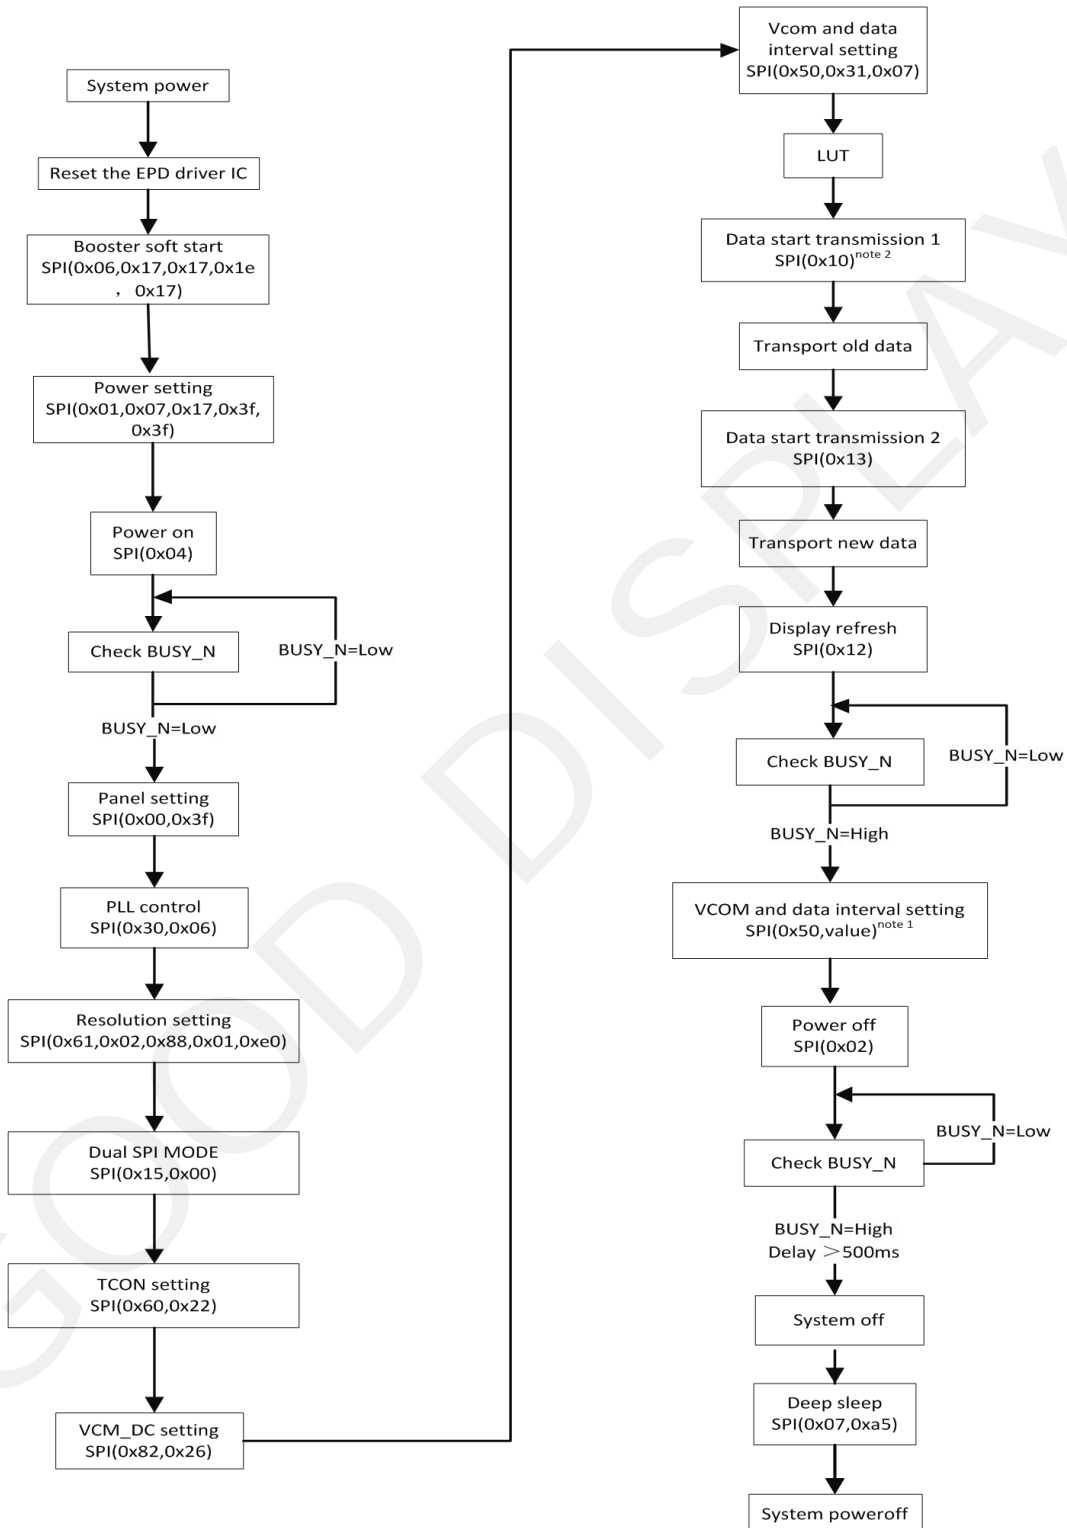 System power
Reset the EPD driver IC
Booster soft start
SPI(0x06,0x17,0x17,0x1e
， 0x17)
Power setting
SPI(0x01,0x07,0x17,0x3f,
0x3f)
Power on
SPI(0x04)
Check BUSY_N
BUSY_N=Low
BUSY_N=Low
Panel setting
SPI(0x00,0x3f)
PLL control
SPI(0x30,0x06)
Resolution setting
SPI(0x61,0x02,0x88,0x01,0xe0)
Dual SPI MODE
SPI(0x15,0x00)
TCON setting
SPI(0x60,0x22)
VCM_DC setting
SPI(0x82,0x26)
Vcom and data
interval setting
SPI(0x50,0x31,0x07)
LUT
Data start transmission 1
SPI(0x10)note 2
Transport old data
Data start transmission 2
SPI(0x13)
Transport new data
Display refresh
SPI(0x12)
Check BUSY_N
BUSY_N=Low
BUSY_N=High
VCOM and data interval setting
SPI(0x50,value)note 1
Power off
SPI(0x02)
Check BUSY_N
BUSY_N=Low
BUSY_N=High
Delay ＞500ms
System off
Deep sleep
SPI(0x07,0xa5)
System poweroff
GOOD DISPLAY